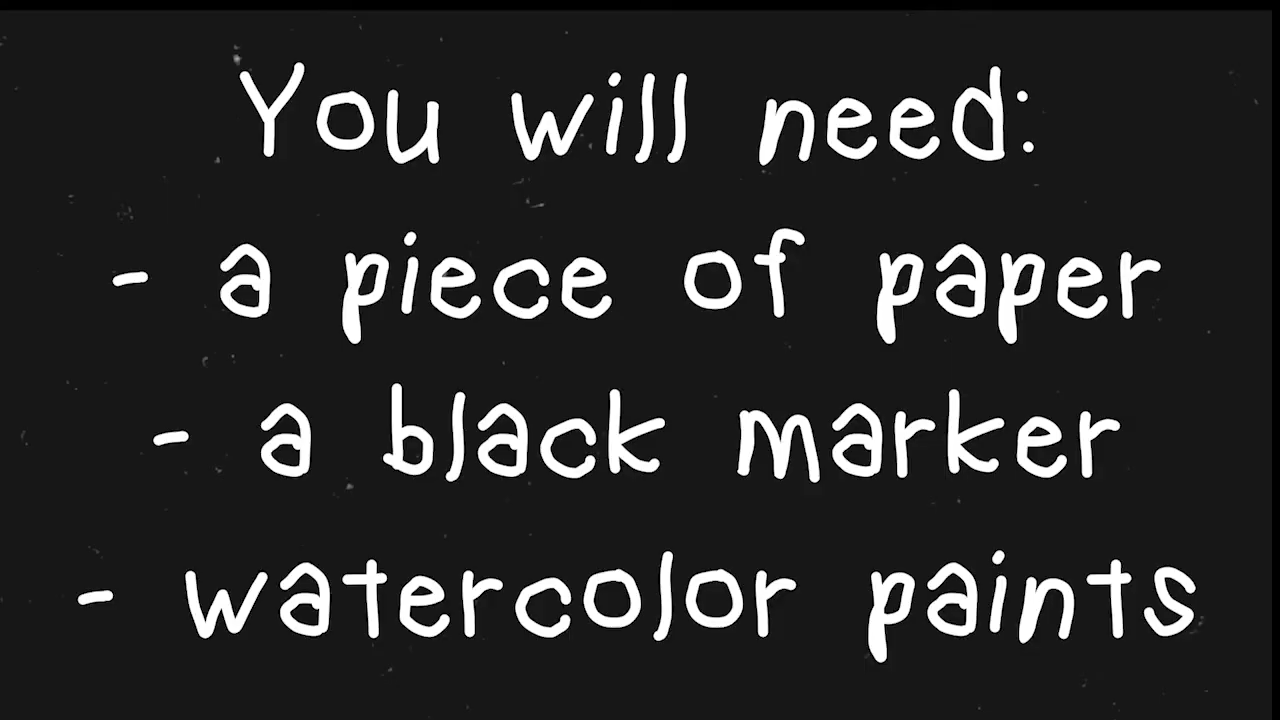 You will need:
- a piece of paper
- a black marker
- watercolor paints